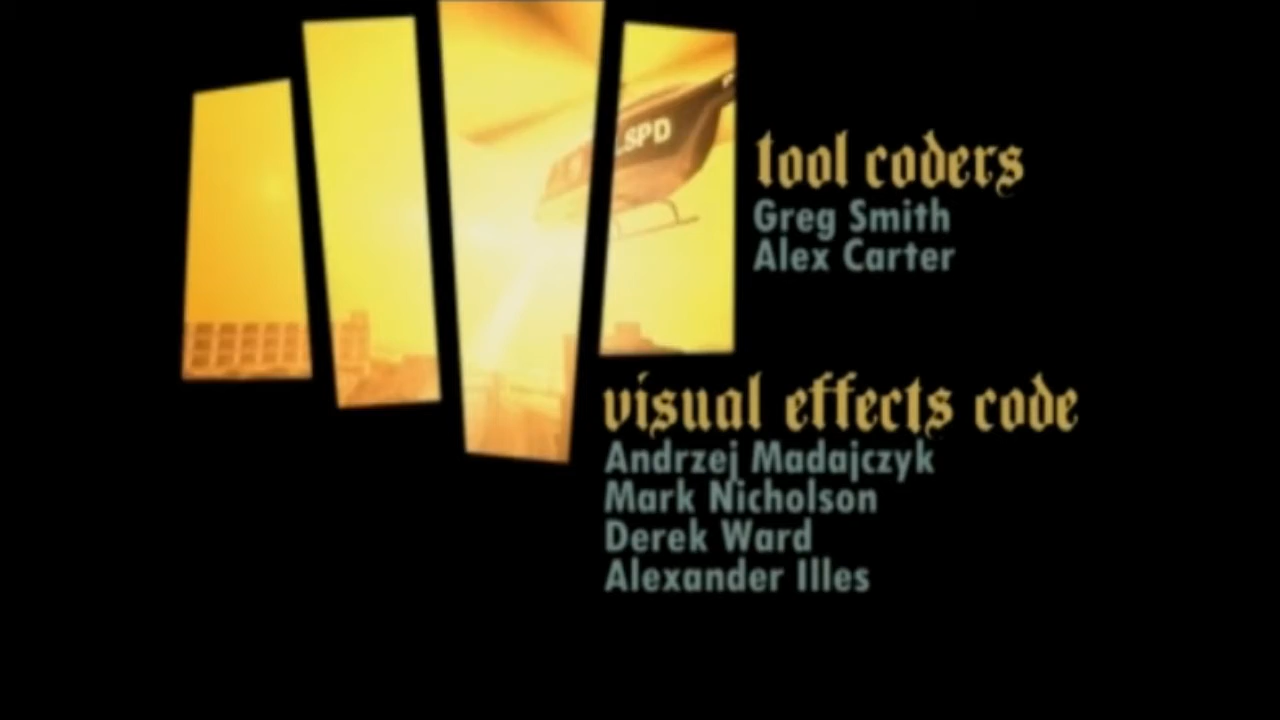 LSPD
tool coders
Greg Smith
Alex Carter
visual effects code
Andrzej Madajczyk
Mark Nicholson
Derek Ward
Alexander Illes